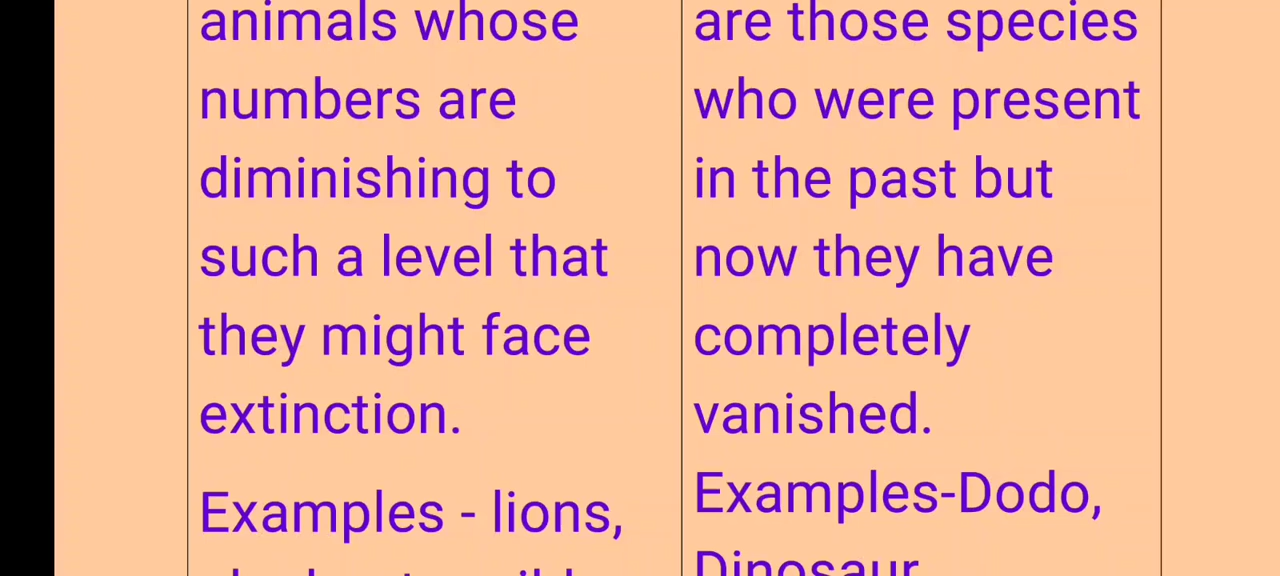 animals whose
numbers are
diminishing to
such a level that
they might face
extinction.
Examples - lions,
are those species
who were present
in the past but
now they have
completely
vanished.
Examples-Dodo,
Dinosaur